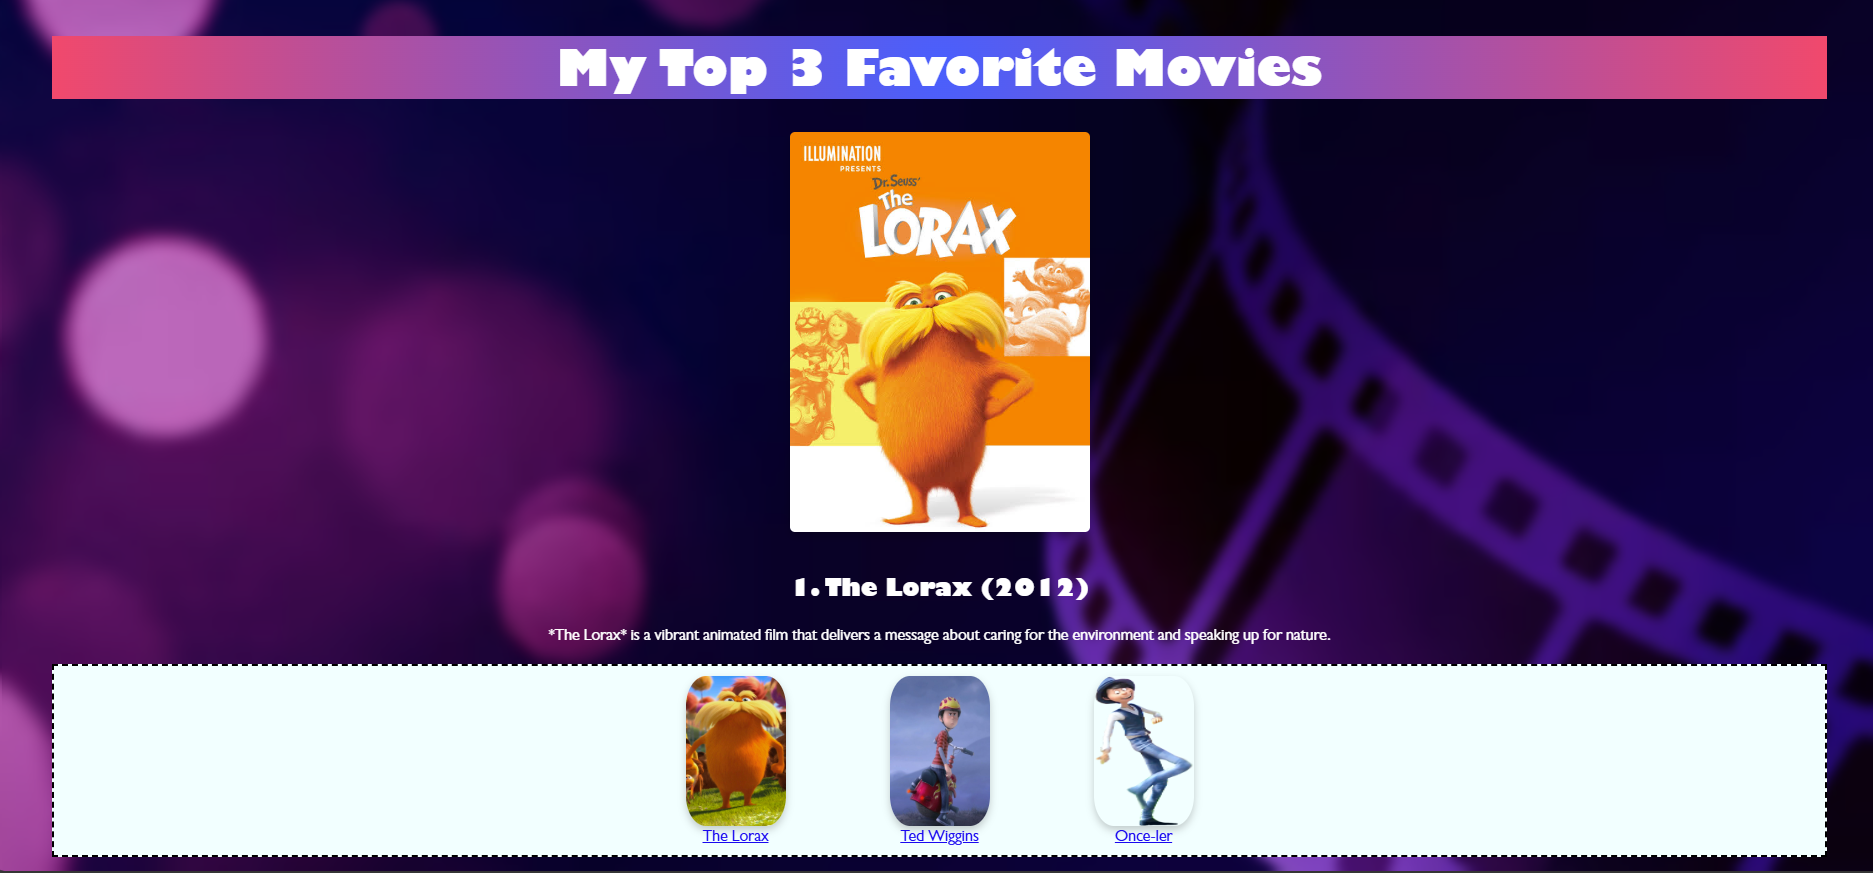 My Top 3 Favorite Movies
ILLUMINATION
PRESENTS
Dr. Seuss'
The
LORAX
1. The Lorax (2012)
*The Lorax* is a vibrant animated film that delivers a message about caring for the environment and speaking up for nature.
The Lorax Ted Wiggins Once-ler